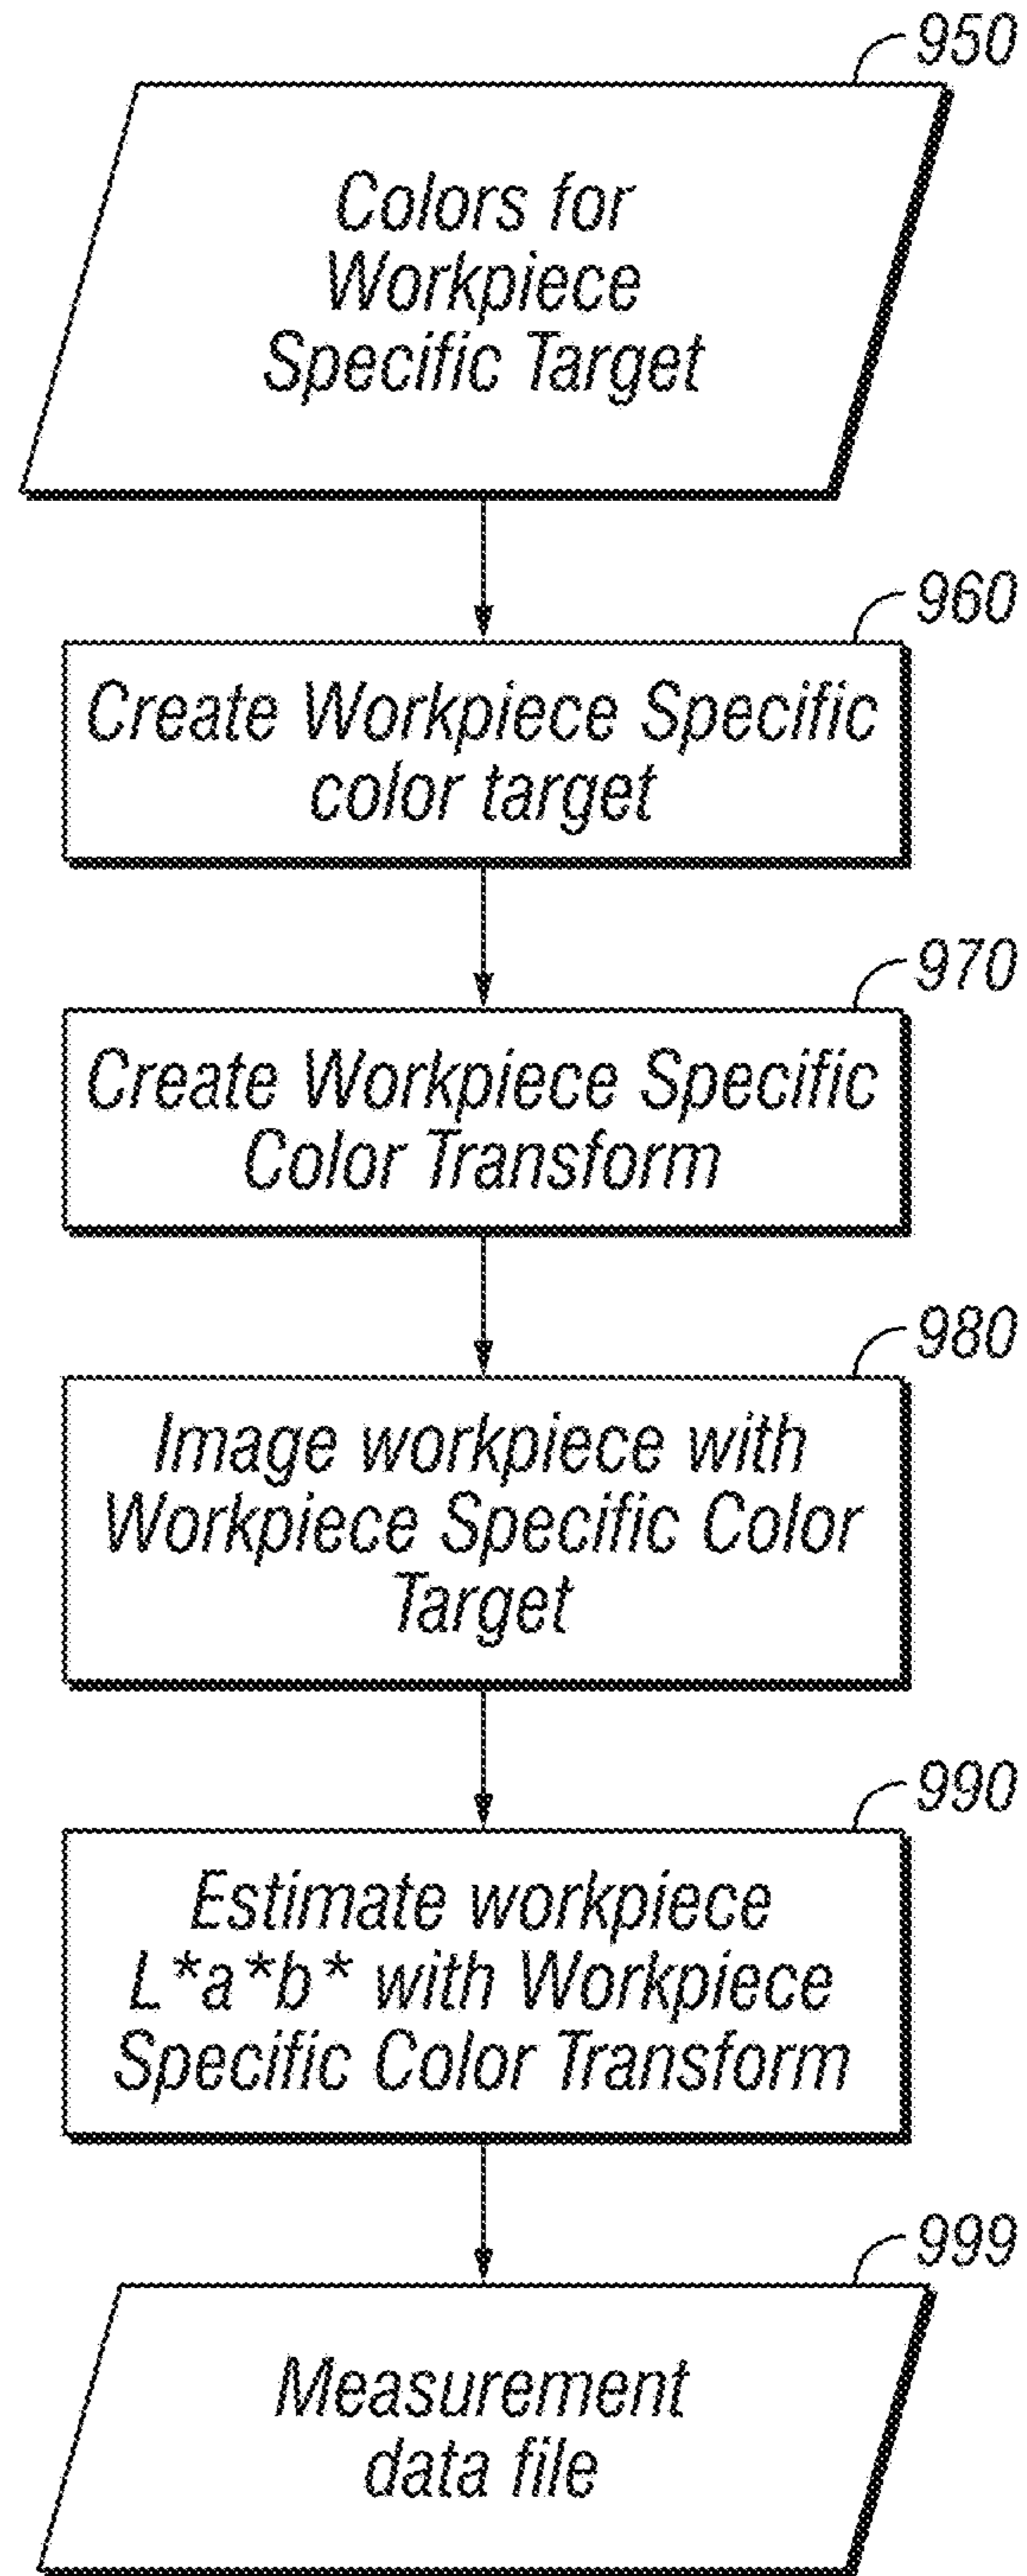 950
Colors for
Workpiece
Specific Target
960
Create Workpiece Specific
color target
970
Create Workpiece Specific
Color Transform
980
Image workpiece with
Workpiece Specific Color
Target
990
Estimate workpiece
L*a*b* with Workpiece
Specific Color Transform
999
Measurement
data file